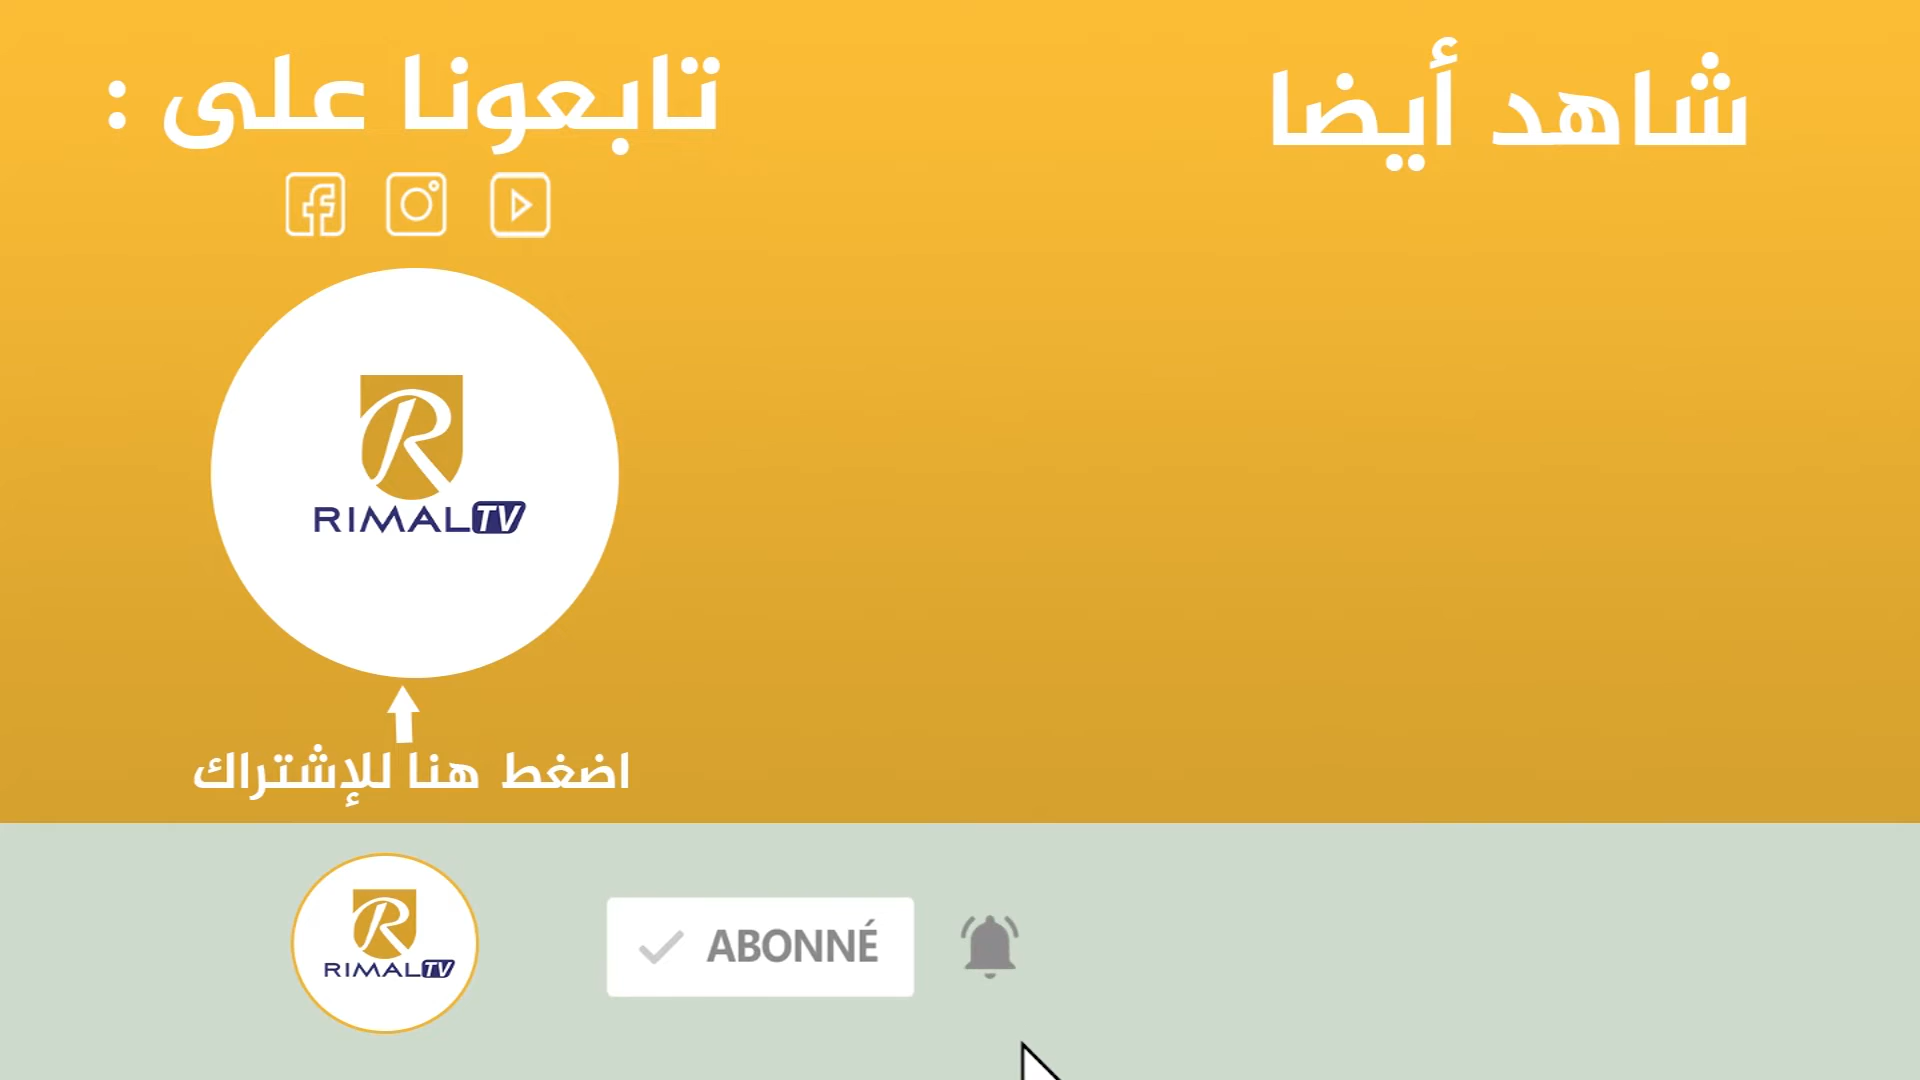 شاهد أيضا
تابعونا على :
RIMAL TV
اضغط هنا للإشتراك
RIMAL TV
ABONNÉ